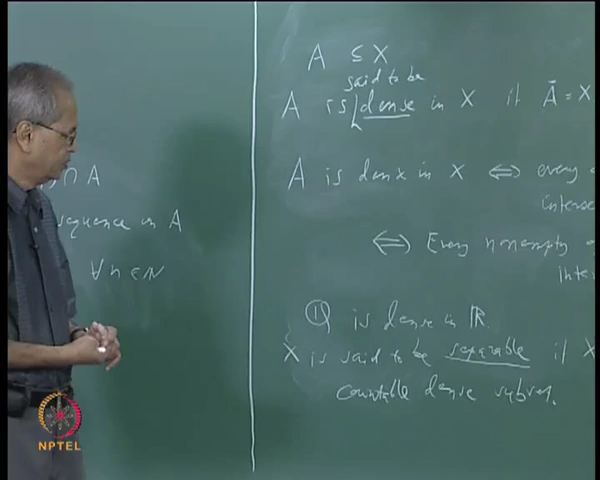 ∩ A
sequence in A
∀ n ∈ N
A ⊆ X
said to be
A is dense in X if Ā = X
A is dense in X ⇔ every
inters
⇔ Every nonempty
inter
Q is dense in R.
X is said to be separable if X
countable dense subset.
NPTEL